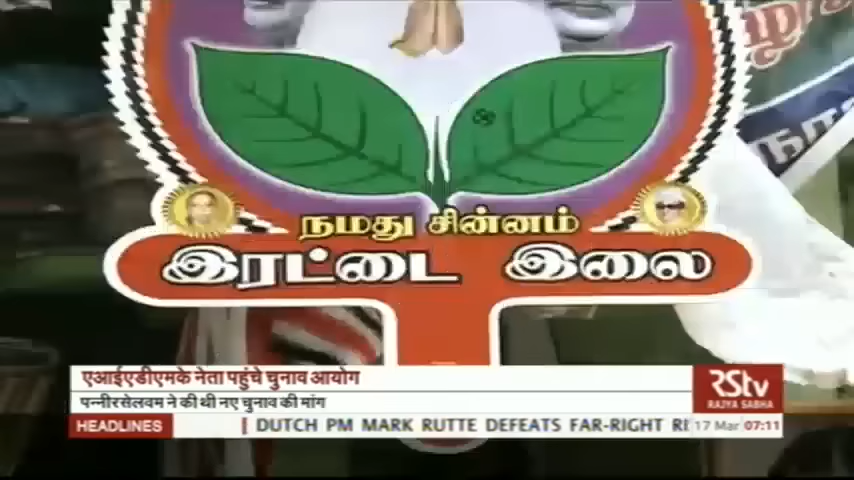 நமது சின்னம்
இரட்டை இலை
एआईएडीएमके नेता पहुंचे चुनाव आयोग
पन्नीरसेलवम ने की थी नए चुनाव की मांग
RStv
RAJYA SABHA
HEADLINES
DUTCH PM MARK RUTTE DEFEATS FAR-RIGHT
17 Mar 07:11